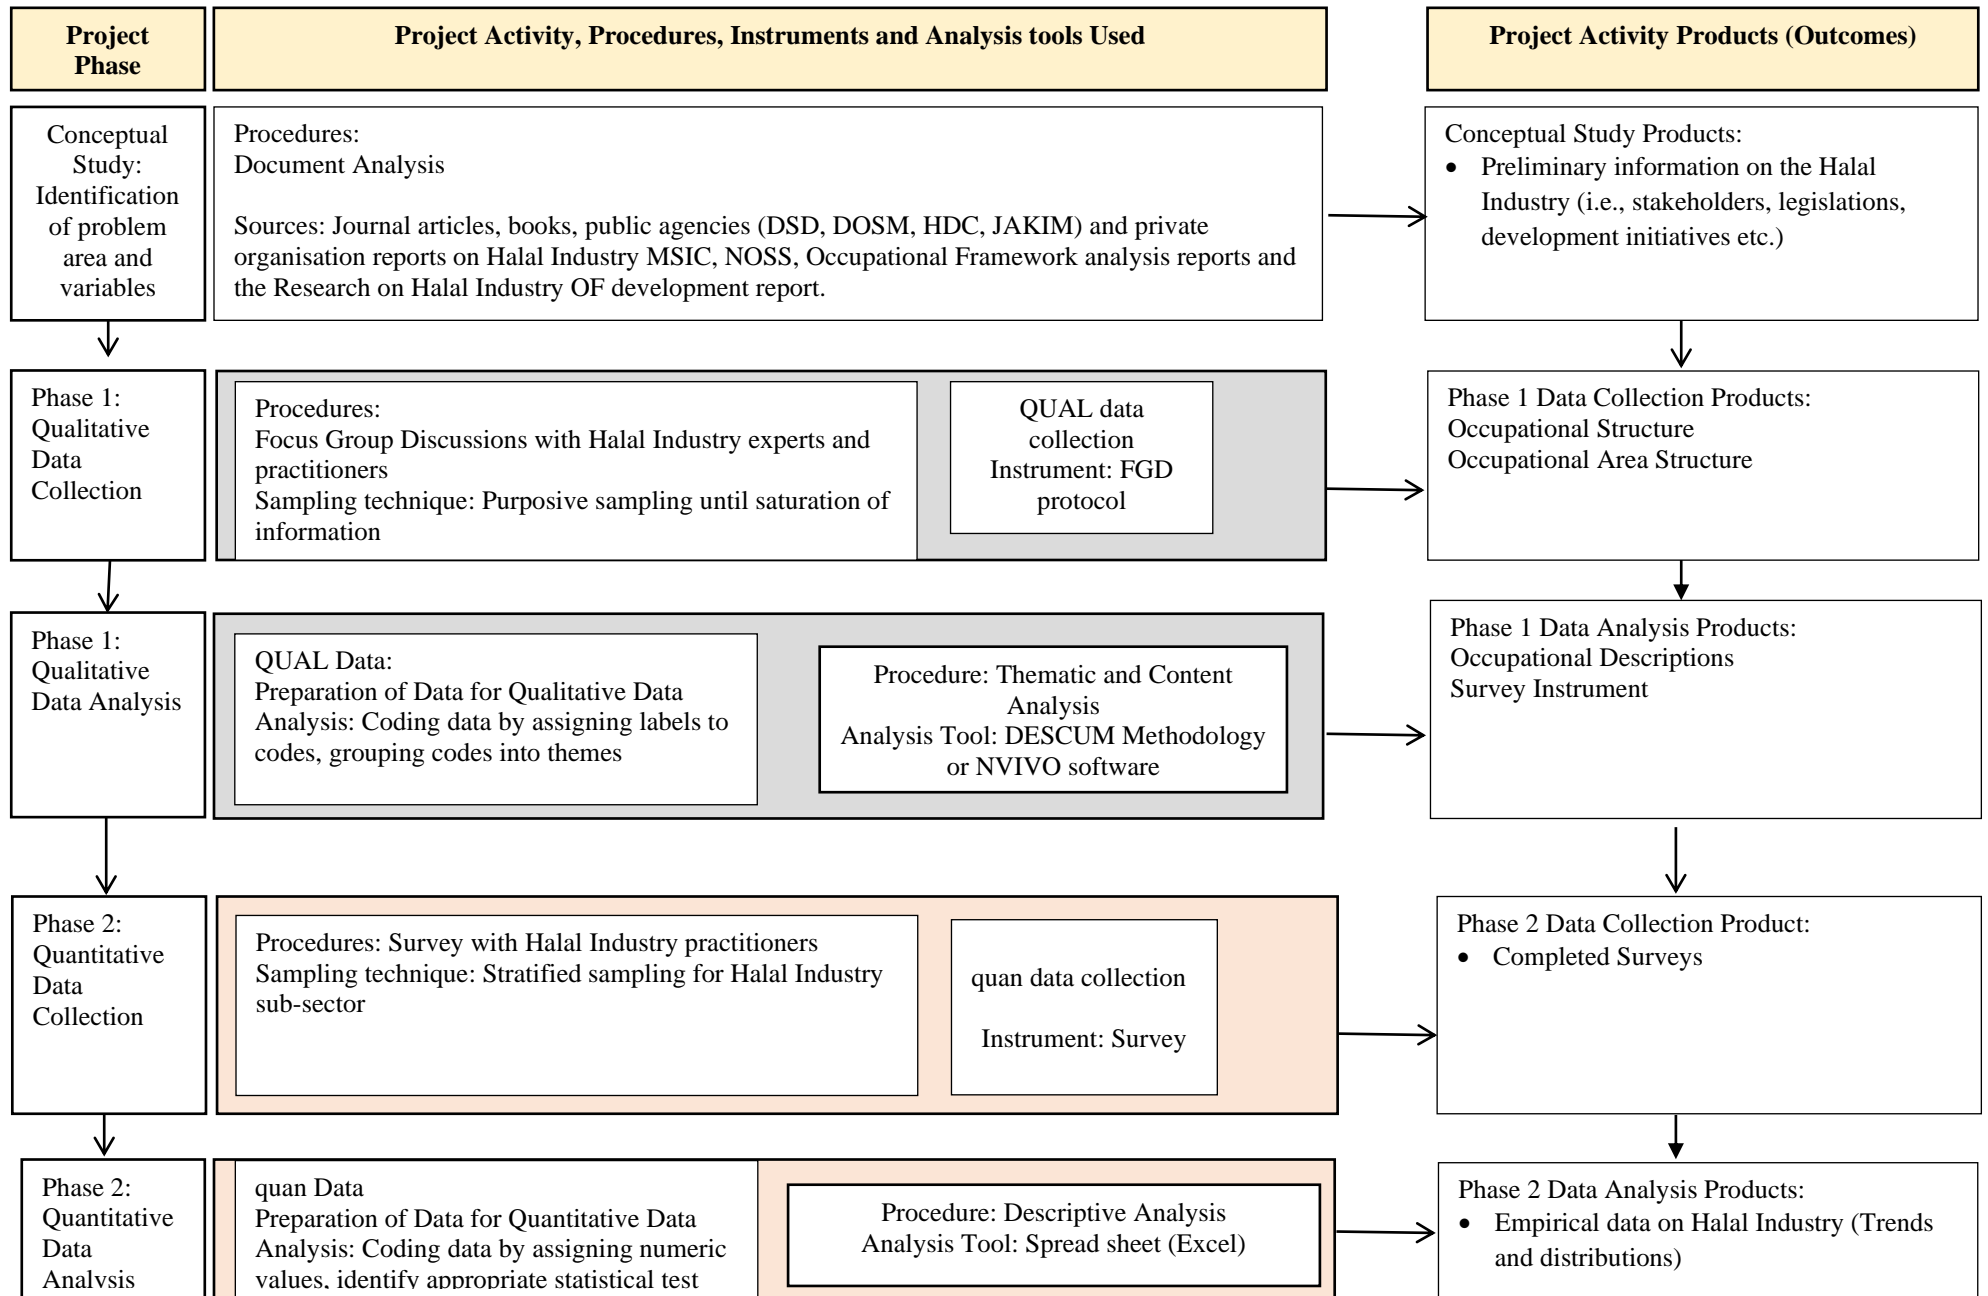 Project
Phase
Project Activity, Procedures, Instruments and Analysis tools Used
Project Activity Products (Outcomes)
Conceptual
Study:
Identification
of problem
area and
variables
Procedures:
Document Analysis
Sources: Journal articles, books, public agencies (DSD, DOSM, HDC, JAKIM) and private
organisation reports on Halal Industry MSIC, NOSS, Occupational Framework analysis reports and
the Research on Halal Industry OF development report.
Conceptual Study Products:
• Preliminary information on the Halal
Industry (i.e., stakeholders, legislations,
development initiatives etc.)
Phase 1:
Qualitative
Data
Collection
Procedures:
Focus Group Discussions with Halal Industry experts and
practitioners
Sampling technique: Purposive sampling until saturation of
information
QUAL data
collection
Instrument: FGD
protocol
Phase 1 Data Collection Products:
Occupational Structure
Occupational Area Structure
Phase 1:
Qualitative
Data Analysis
QUAL Data:
Preparation of Data for Qualitative Data
Analysis: Coding data by assigning labels to
codes, grouping codes into themes
Procedure: Thematic and Content
Analysis
Analysis Tool: DESCUM Methodology
or NVIVO software
Phase 1 Data Analysis Products:
Occupational Descriptions
Survey Instrument
Phase 2:
Quantitative
Data
Collection
Procedures: Survey with Halal Industry practitioners
Sampling technique: Stratified sampling for Halal Industry
sub-sector
quan data collection
Instrument: Survey
Phase 2 Data Collection Product:
• Completed Surveys
Phase 2:
Quantitative
Data
Analysis
quan Data
Preparation of Data for Quantitative Data
Analysis: Coding data by assigning numeric
values, identify appropriate statistical test
Procedure: Descriptive Analysis
Analysis Tool: Spread sheet (Excel)
Phase 2 Data Analysis Products:
• Empirical data on Halal Industry (Trends
and distributions)